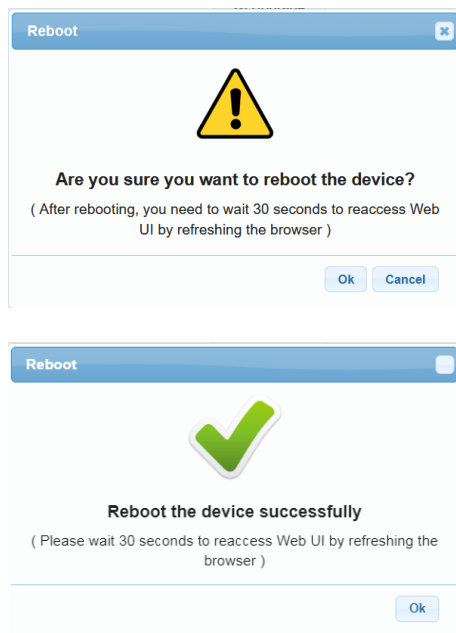 Reboot
Are you sure you want to reboot the device?
( After rebooting, you need to wait 30 seconds to reaccess Web
UI by refreshing the browser )
Ok Cancel
Reboot
Reboot the device successfully
( Please wait 30 seconds to reaccess Web UI by refreshing the
browser )
Ok